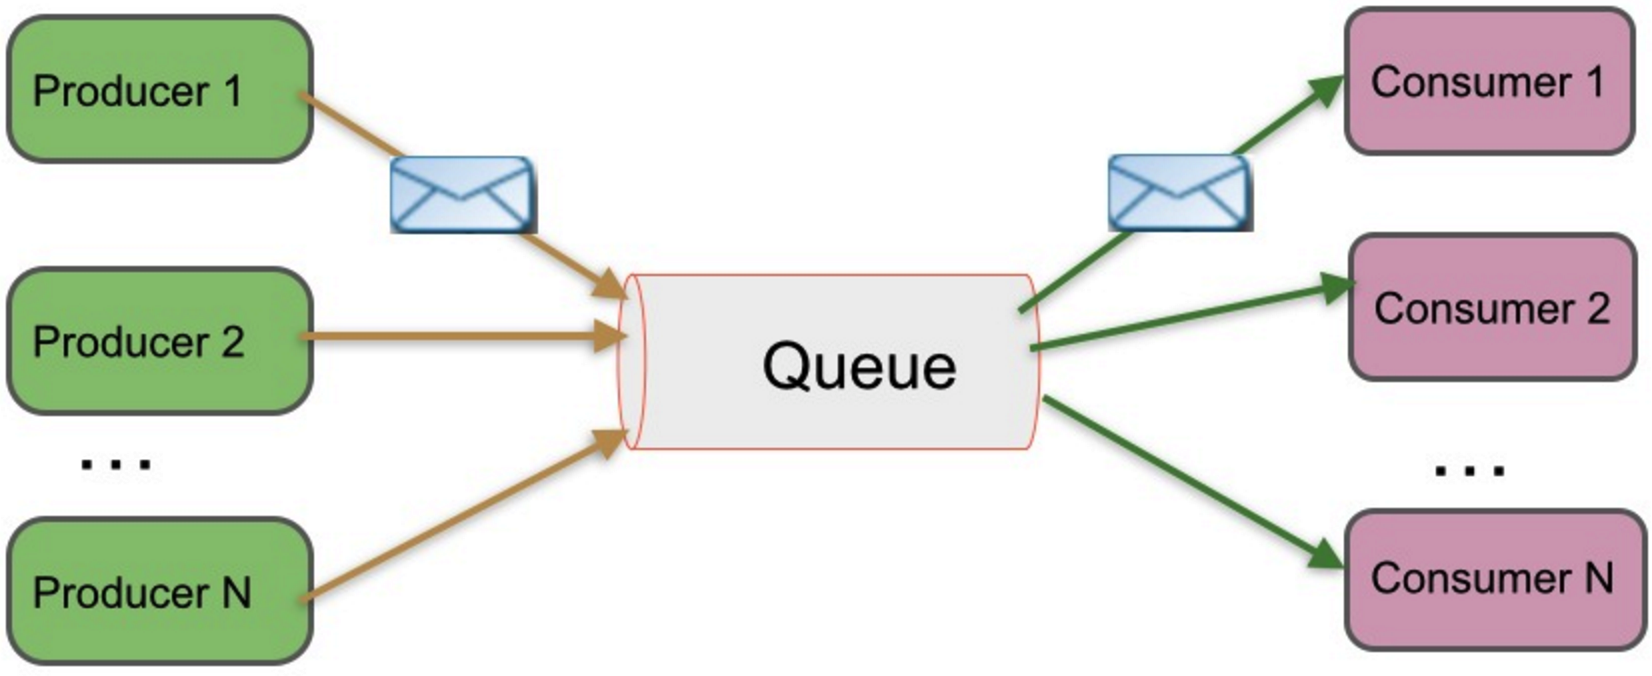 Producer 1
Producer 2
...
Producer N
Queue
Consumer 1
Consumer 2
...
Consumer N